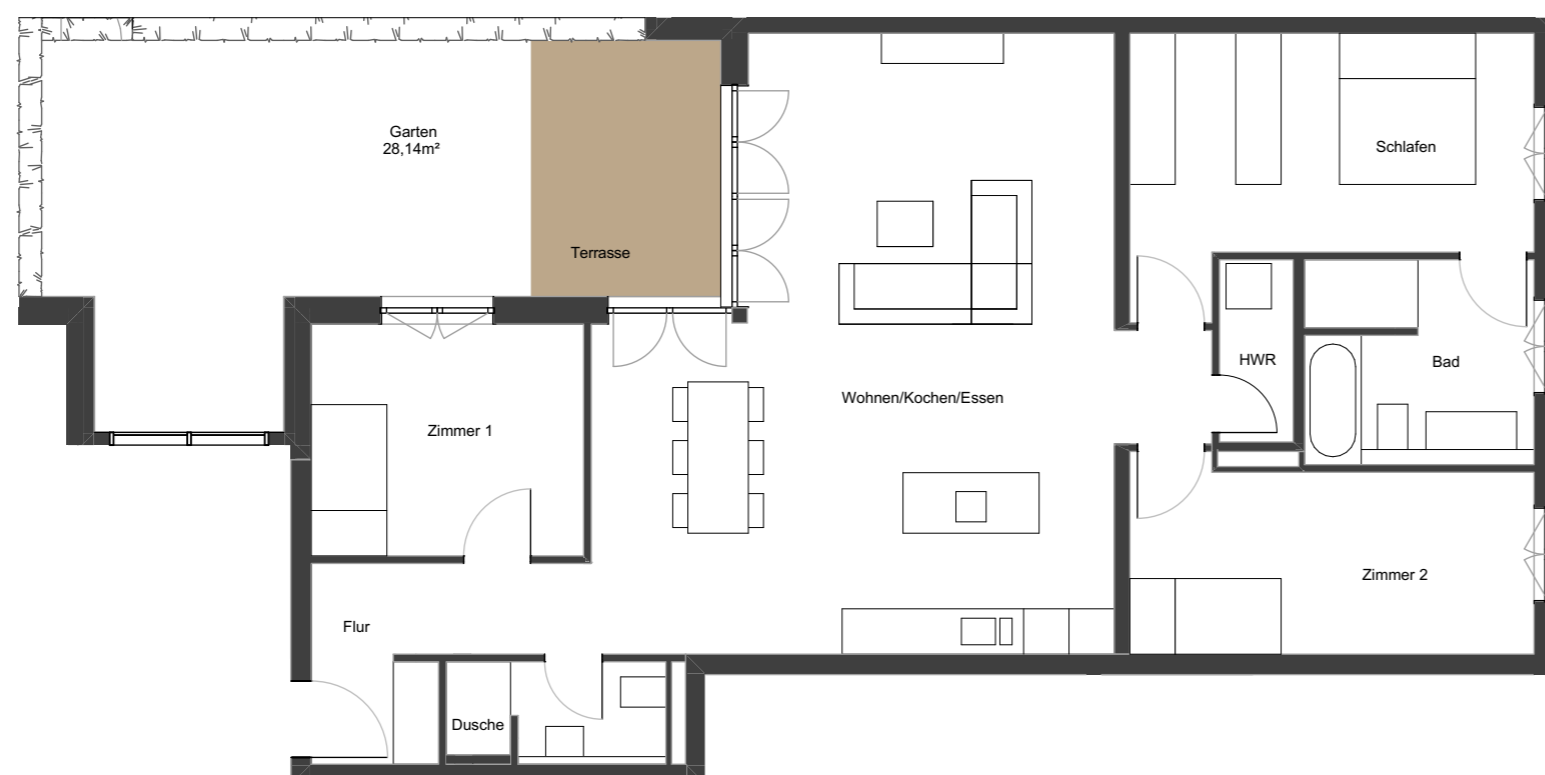 Garten
28,14m²
Schlafen
Terrasse
HWR
Bad
Wohnen/Kochen/Essen
Zimmer 1
Zimmer 2
Flur
Dusche